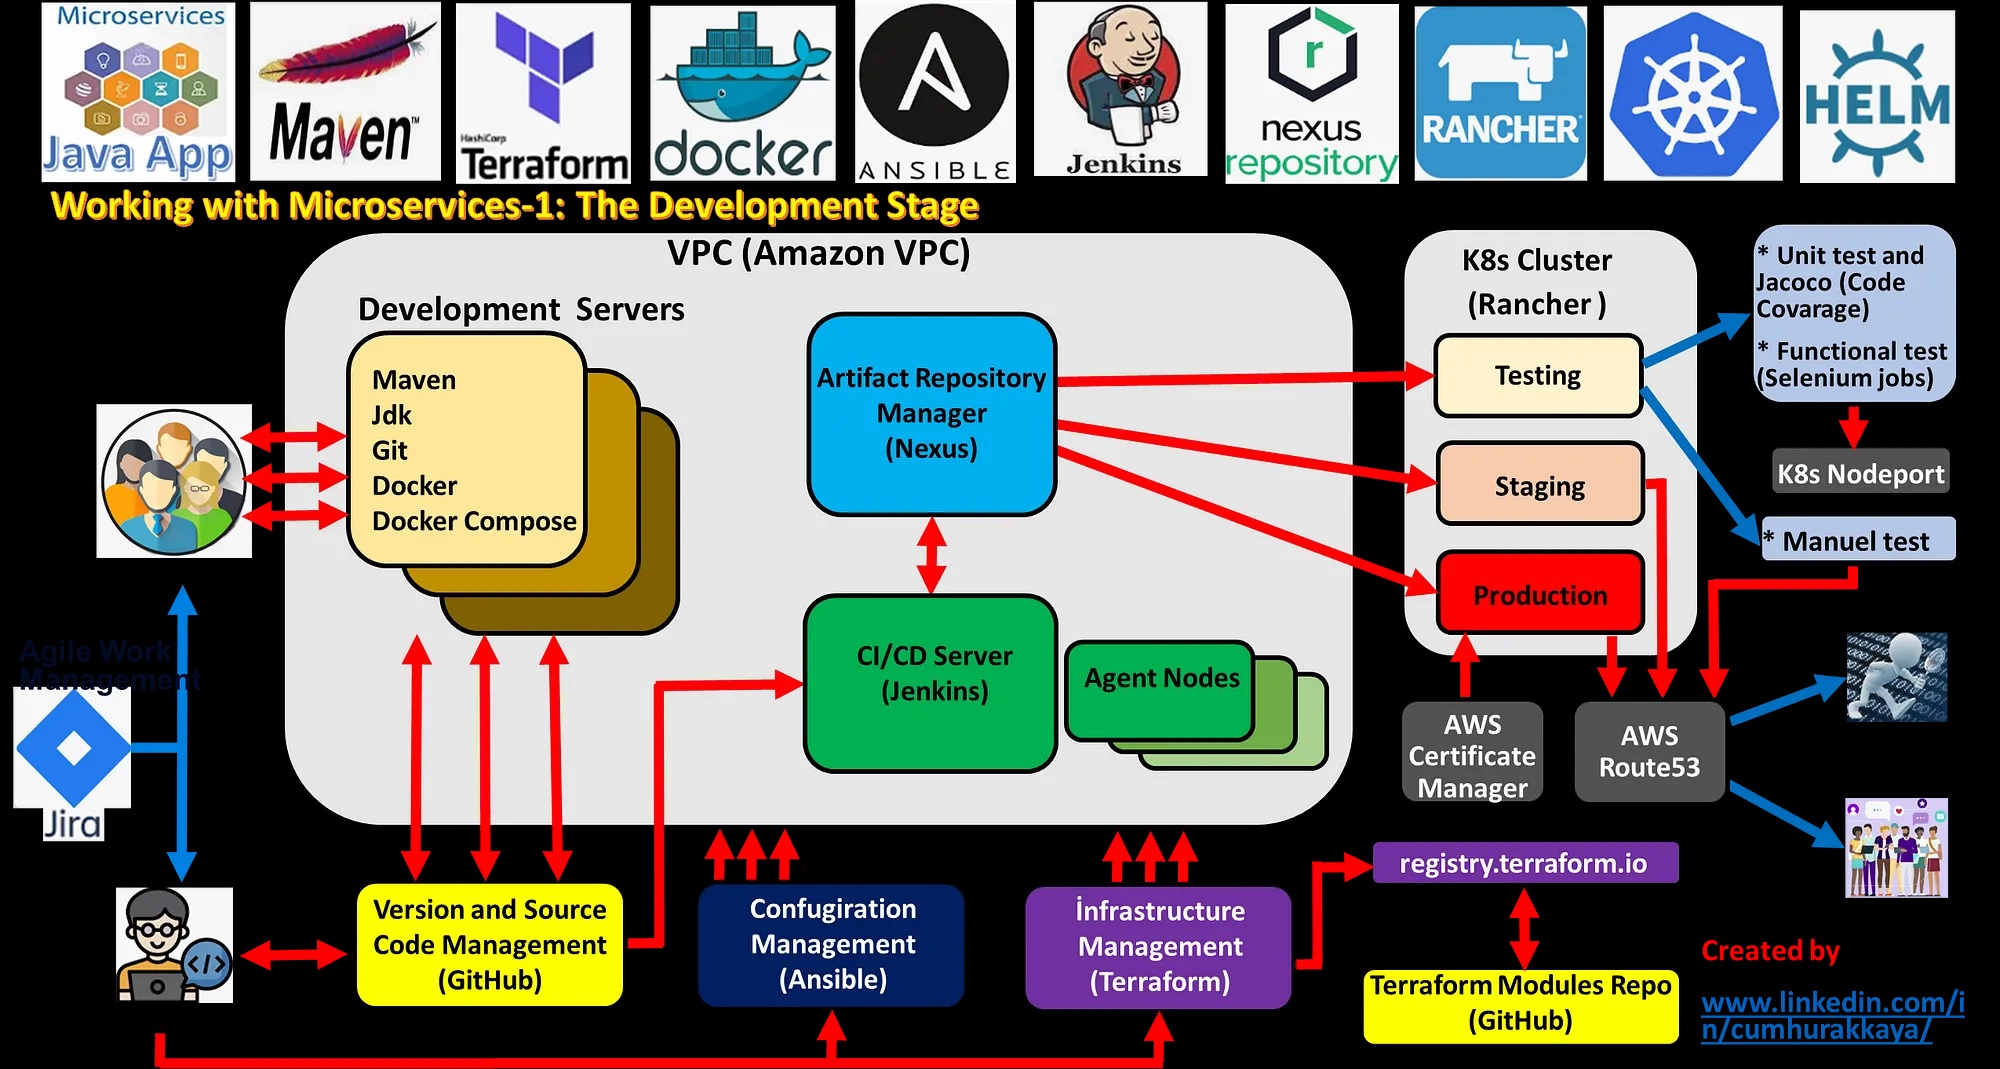 Microservices
Java App
Maven™
HashiCorp
Terraform
docker
ANSIBLE
Jenkins
r
nexus
repository
RANCHER®
HELM
Working with Microservices-1: The Development Stage
VPC (Amazon VPC)
Development Servers
Maven
Jdk
Git
Docker
Docker Compose
Artifact Repository
Manager
(Nexus)
CI/CD Server
(Jenkins)
Agent Nodes
K8s Cluster
(Rancher )
Testing
Staging
Production
* Unit test and
Jacoco (Code
Covarage)
* Functional test
(Selenium jobs)
K8s Nodeport
* Manuel test
AWS
Certificate
Manager
AWS
Route53
Agile Work
Management
Jira
</>
Version and Source
Code Management
(GitHub)
Confugiration
Management
(Ansible)
İnfrastructure
Management
(Terraform)
registry.terraform.io
Terraform Modules Repo
(GitHub)
Created by
www.linkedin.com/i
n/cumhurakkaya/